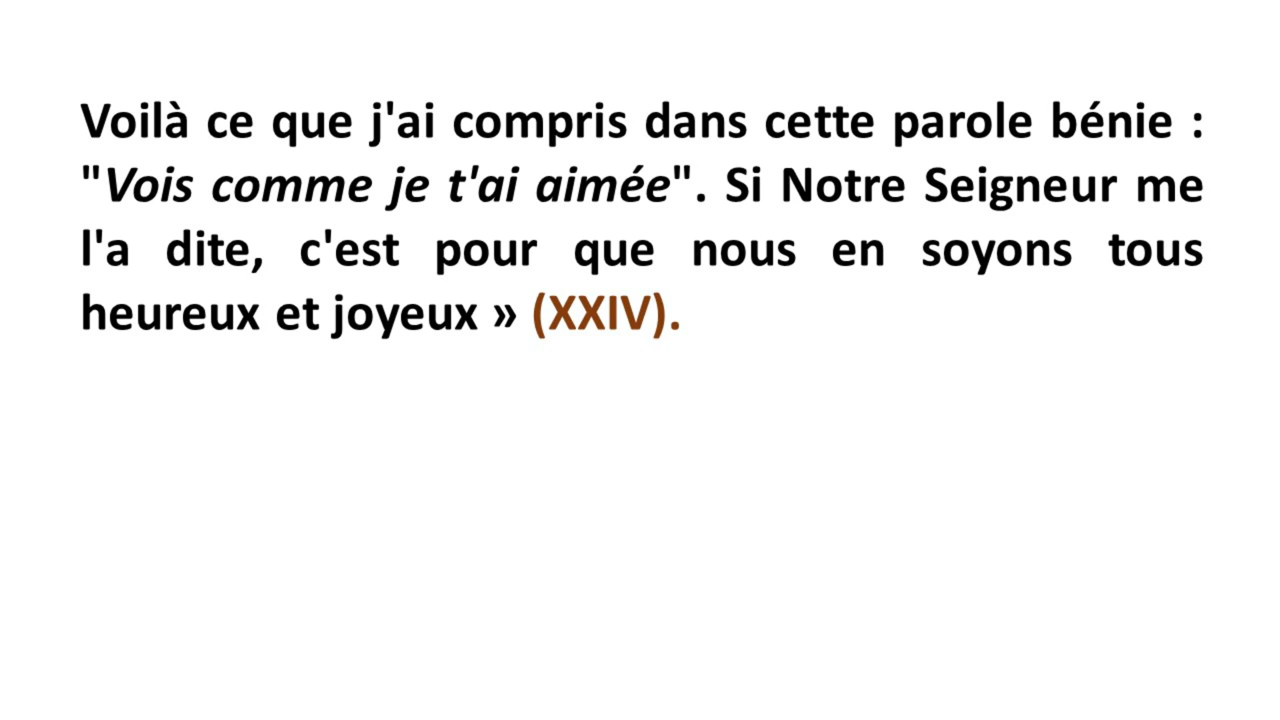 Voilà ce que j'ai compris dans cette parole bénie :
"Vois comme je t'ai aimée". Si Notre Seigneur me
l'a dite, c'est pour que nous en soyons tous
heureux et joyeux » (XXIV).